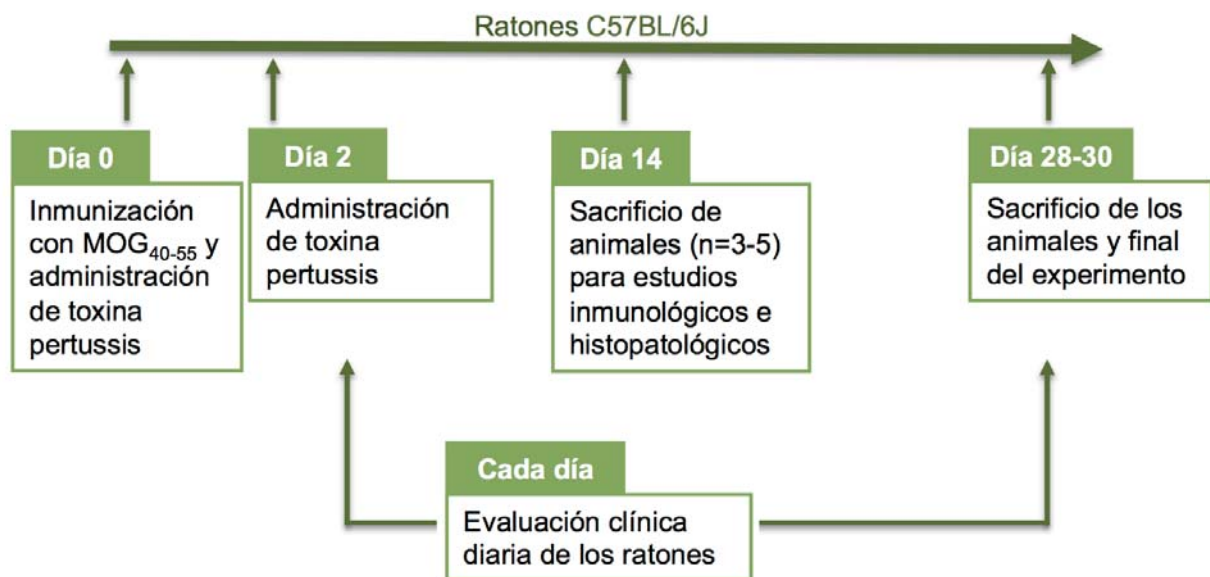 Ratones C57BL/6J
Día 0
Inmunización
con MOG40-55 y
administración
de toxina
pertussis
Día 2
Administración
de toxina
pertussis
Día 14
Sacrificio de
animales (n=3-5)
para estudios
inmunológicos e
histopatológicos
Día 28-30
Sacrificio de los
animales y final
del experimento
Cada día
Evaluación clínica
diaria de los ratones